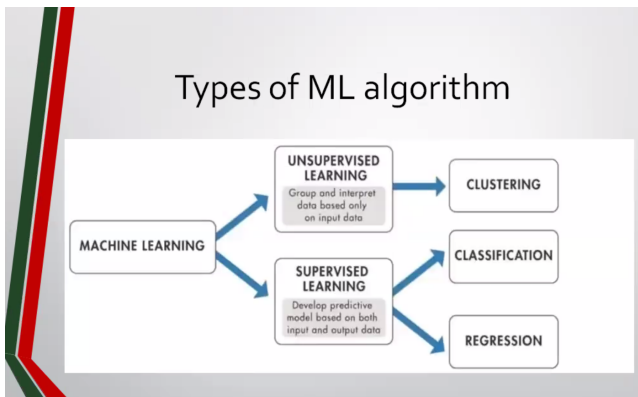 Types of ML algorithm
UNSUPERVISED
LEARNING
Group and interpret
data based only
on input data
CLUSTERING
MACHINE LEARNING
SUPERVISED
LEARNING
Develop predictive
model based on both
input and output data
CLASSIFICATION
REGRESSION